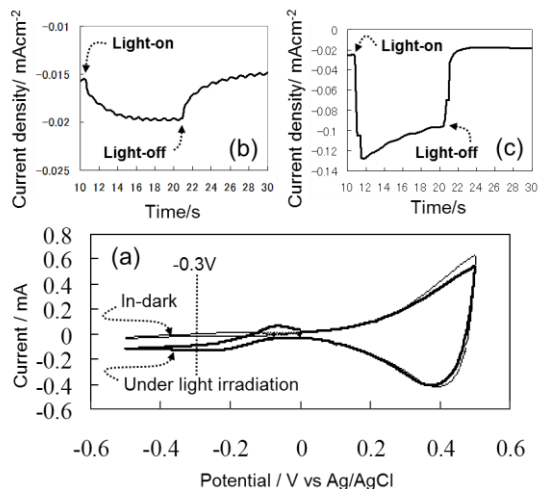 Current density/ mAcm-2
-0.01
-0.015
-0.02
-0.025
Light-on
Light-off
(b)
10 12 14 16 18 20 22 24 26 28 30
Time/s
Current density/ mAcm-2
0
-0.02
-0.04
-0.06
-0.08
-0.1
-0.12
-0.14
Light-on
Light-off
(c)
10 12 14 16 18 20 22 24 26 28 30
Time/s
Current / mA
0.8
0.6
0.4
0.2
0
-0.2
-0.4
-0.6
(a)
-0.3V
In-dark
Under light irradiation
-0.6 -0.4 -0.2 0 0.2 0.4 0.6
Potential / V vs Ag/AgCl